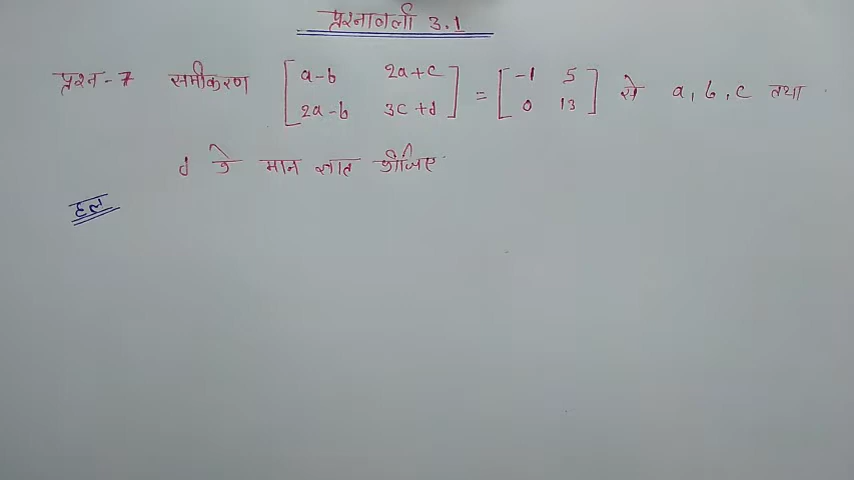 प्रश्नावली 3.1
प्रश्न-7 समीकरण [a-b 2a+c = [-1 5] से a, b, c तथा
2a-b 3c+d] 0 13]
d के मान ज्ञात कीजिए
हल